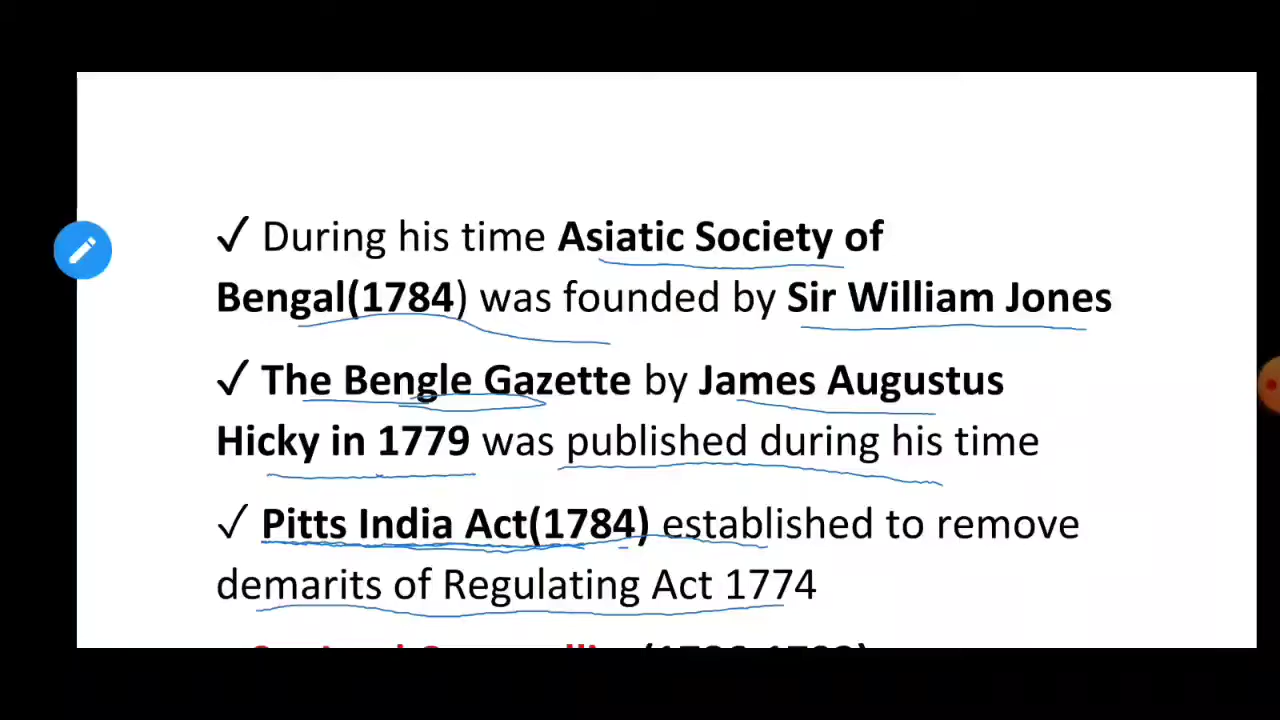 ✓ During his time Asiatic Society of
Bengal(1784) was founded by Sir William Jones
✓ The Bengle Gazette by James Augustus
Hicky in 1779 was published during his time
✓ Pitts India Act(1784) established to remove
demarits of Regulating Act 1774